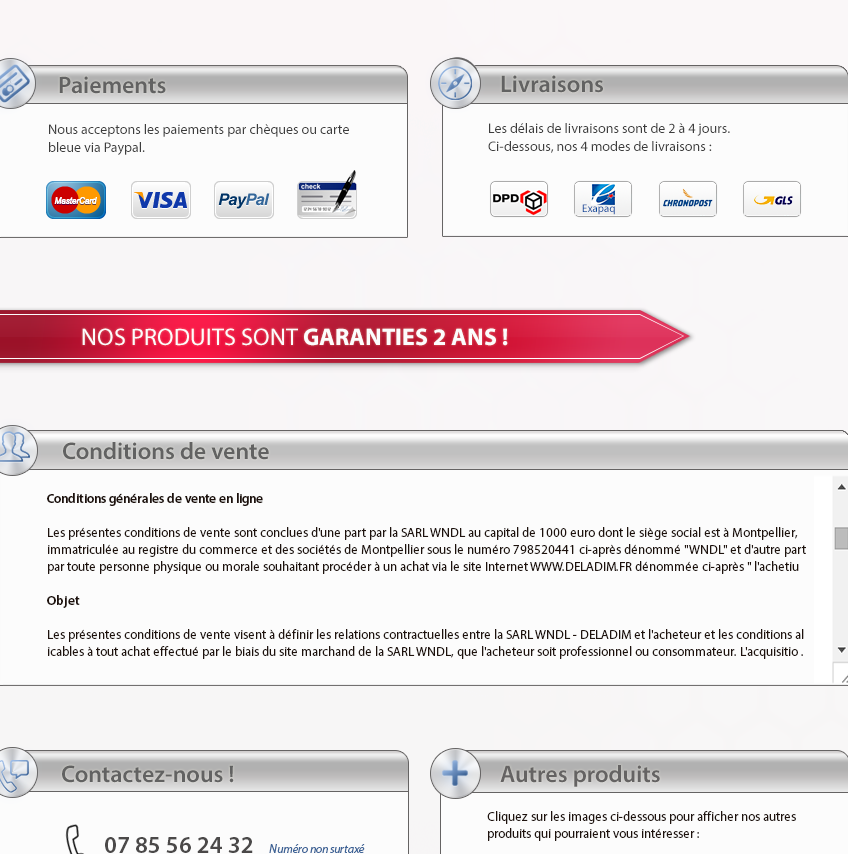 Paiements
Nous acceptons les paiements par chèques ou carte
bleue via Paypal.
MasterCard
VISA
PayPal
check
Livraisons
Les délais de livraisons sont de 2 à 4 jours.
Ci-dessous, nos 4 modes de livraisons :
DPD
Exapaq
CHRONOPOST
GLS
NOS PRODUITS SONT GARANTIES 2 ANS !
Conditions de vente
Conditions générales de vente en ligne
Les présentes conditions de vente sont conclues d'une part par la SARL WNDL au capital de 1000 euro dont le siège social est à Montpellier,
immatriculée au registre du commerce et des sociétés de Montpellier sous le numéro 798520441 ci-après dénommé "WNDL" et d'autre part
par toute personne physique ou morale souhaitant procéder à un achat via le site Internet WWW.DELADIM.FR dénommée ci-après " l'achetiu
Objet
Les présentes conditions de vente visent à définir les relations contractuelles entre la SARL WNDL - DELADIM et l'acheteur et les conditions al
icables à tout achat effectué par le biais du site marchand de la SARL WNDL, que l'acheteur soit professionnel ou consommateur. L'acquisitio .
Contactez-nous !
07 85 56 24 32 Numéro non surtaxé
Autres produits
Cliquez sur les images ci-dessous pour afficher nos autres
produits qui pourraient vous intéresser :